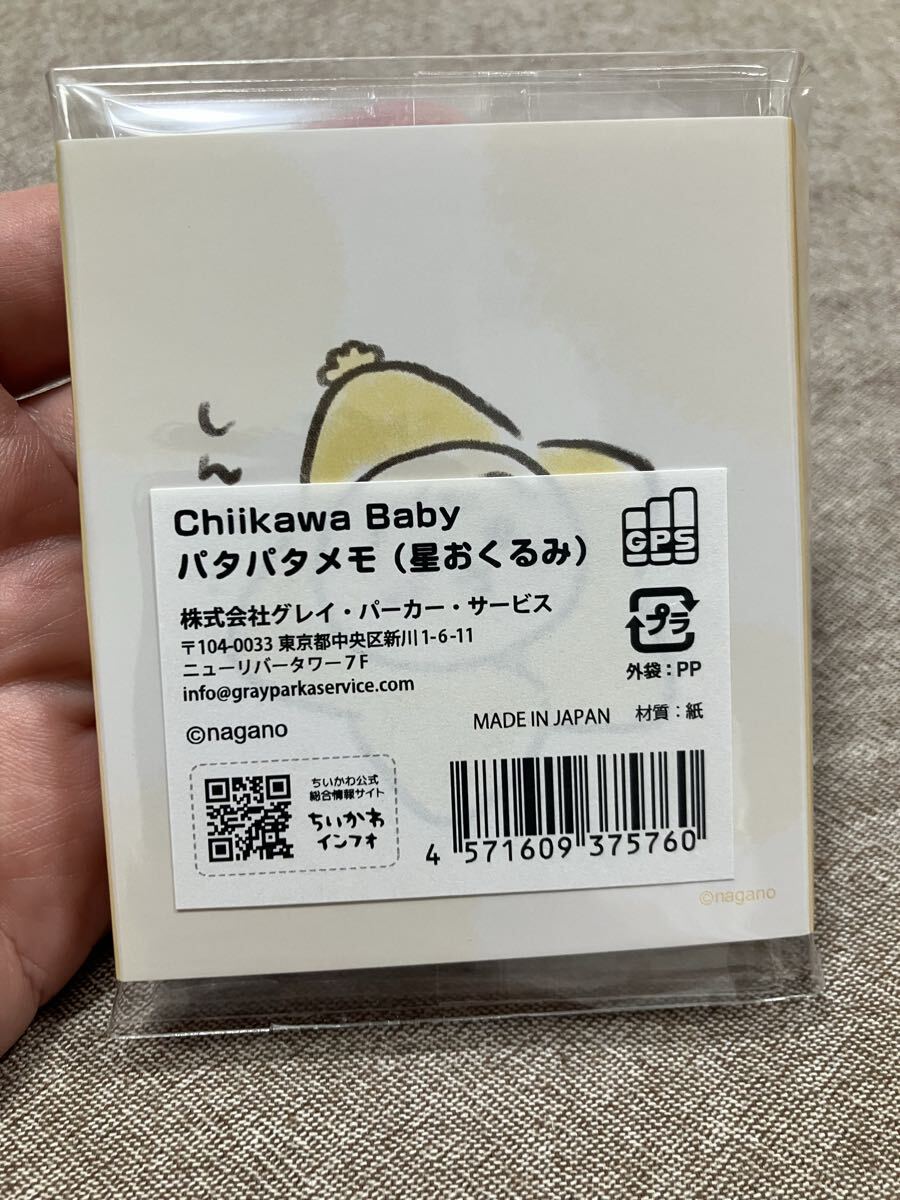 しん
Chiikawa Baby
パタパタメモ（星おくるみ）
GPS
株式会社グレイ・パーカー・サービス
〒104-0033 東京都中央区新川1-6-11
ニューリバータワー7F
info@grayparkaservice.com
プラ
外袋：PP
©nagano
MADE IN JAPAN 材質：紙
ちいかわ公式
総合情報サイト
ちいかわ
インフォ
4 571609 375760
©nagano